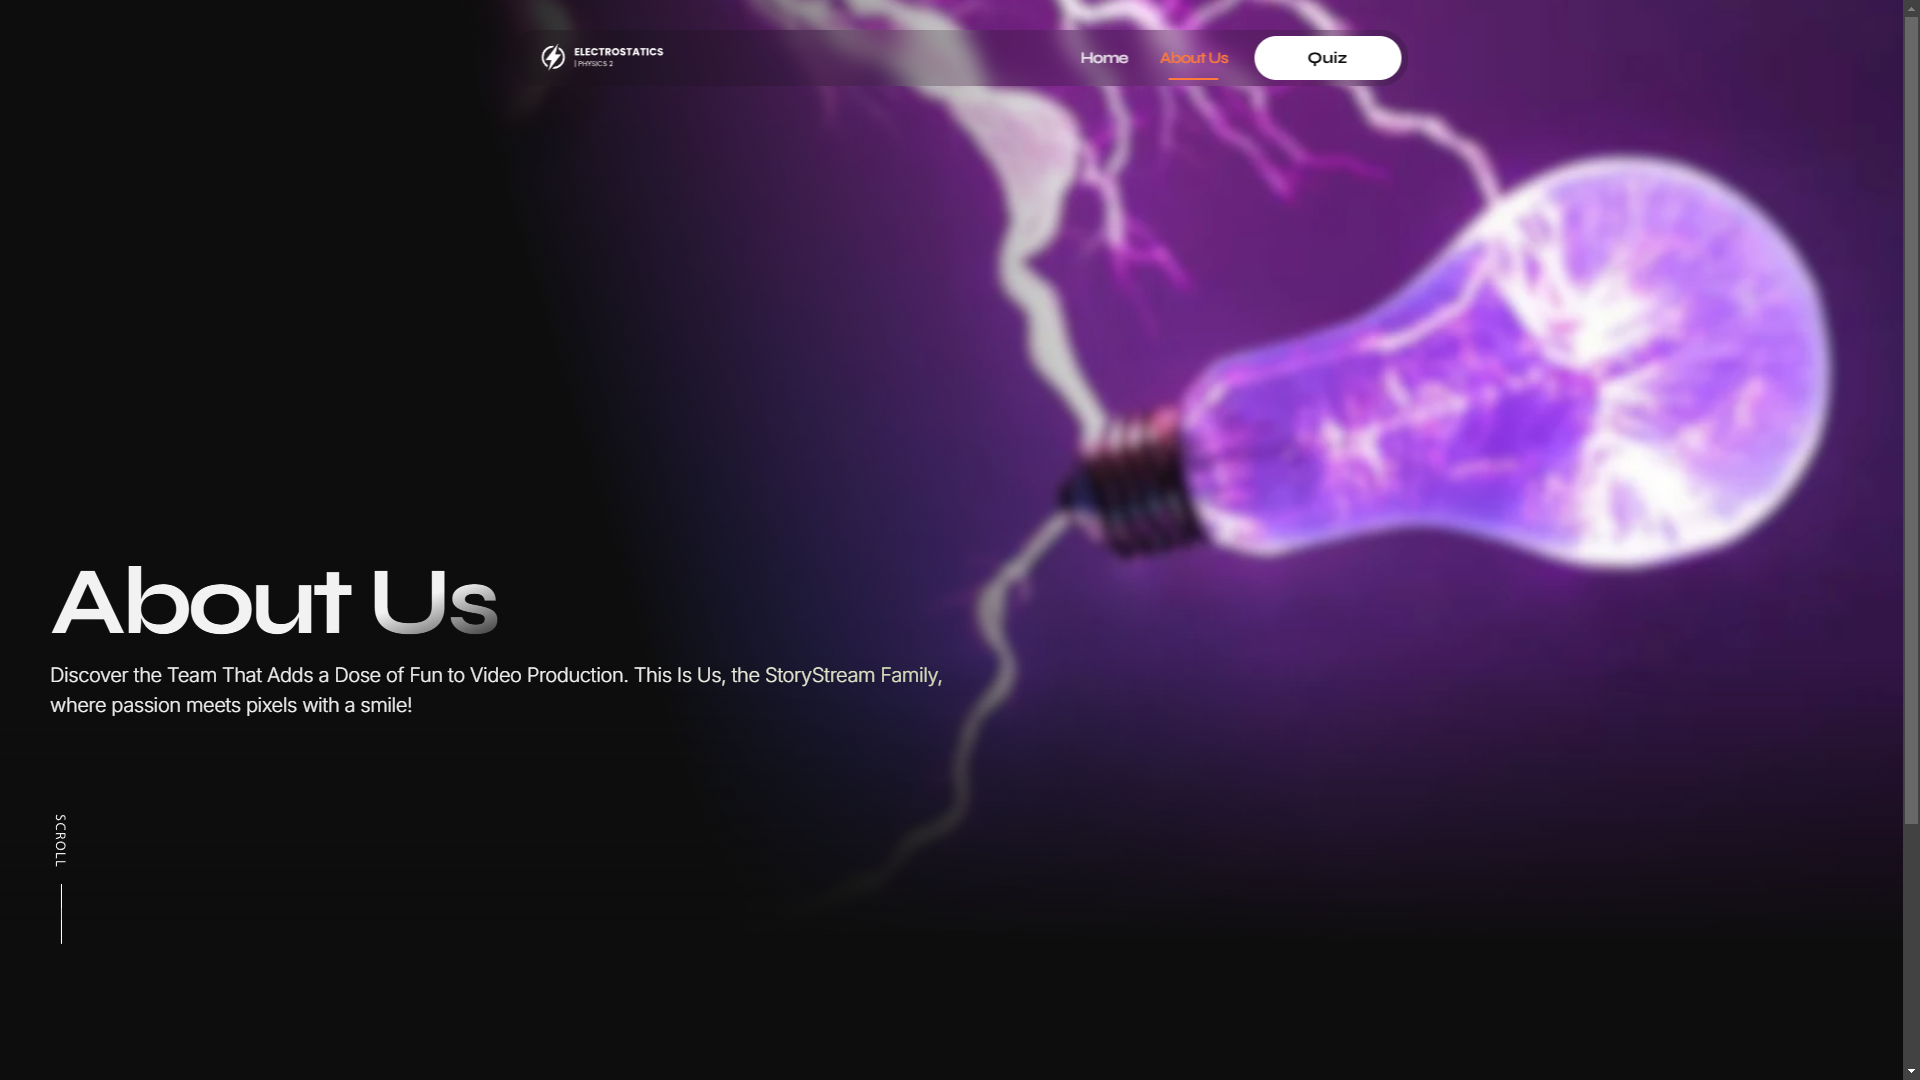 ELECTROSTATICS
| PHYSICS 2
Home
About Us
Quiz
About Us
Discover the Team That Adds a Dose of Fun to Video Production. This Is Us, the StoryStream Family,
where passion meets pixels with a smile!
SCROLL